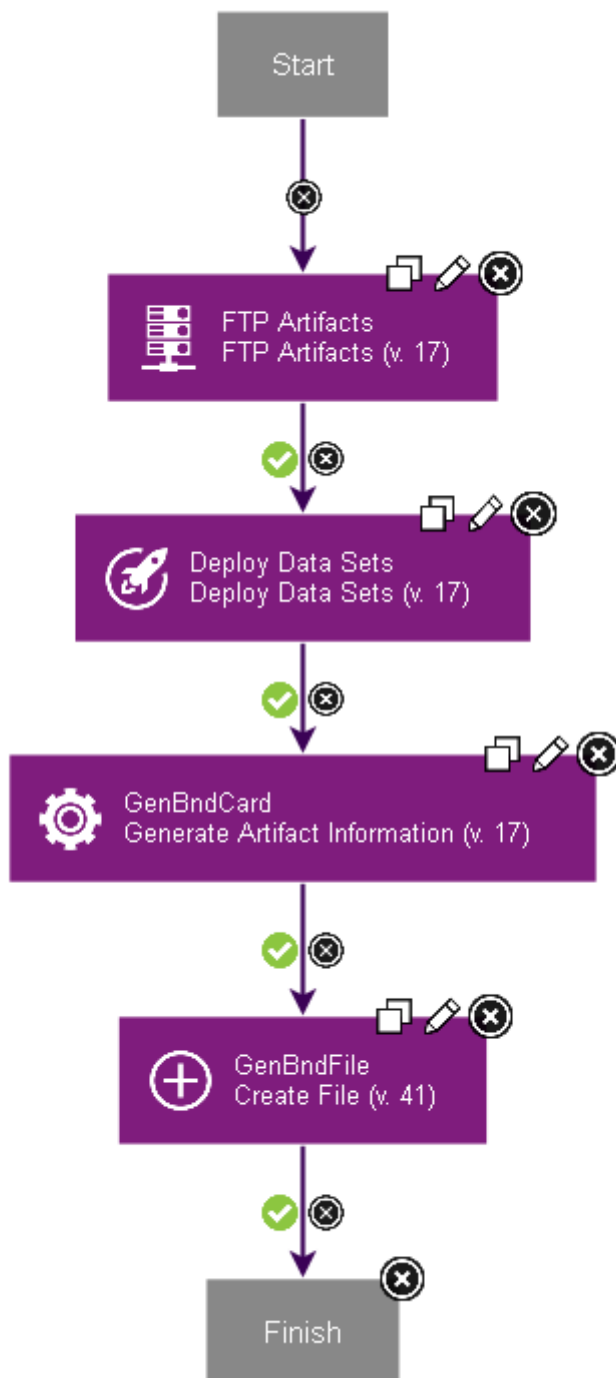 Start
FTP Artifacts
FTP Artifacts (v. 17)
Deploy Data Sets
Deploy Data Sets (v. 17)
GenBndCard
Generate Artifact Information (v. 17)
GenBndFile
Create File (v. 41)
Finish